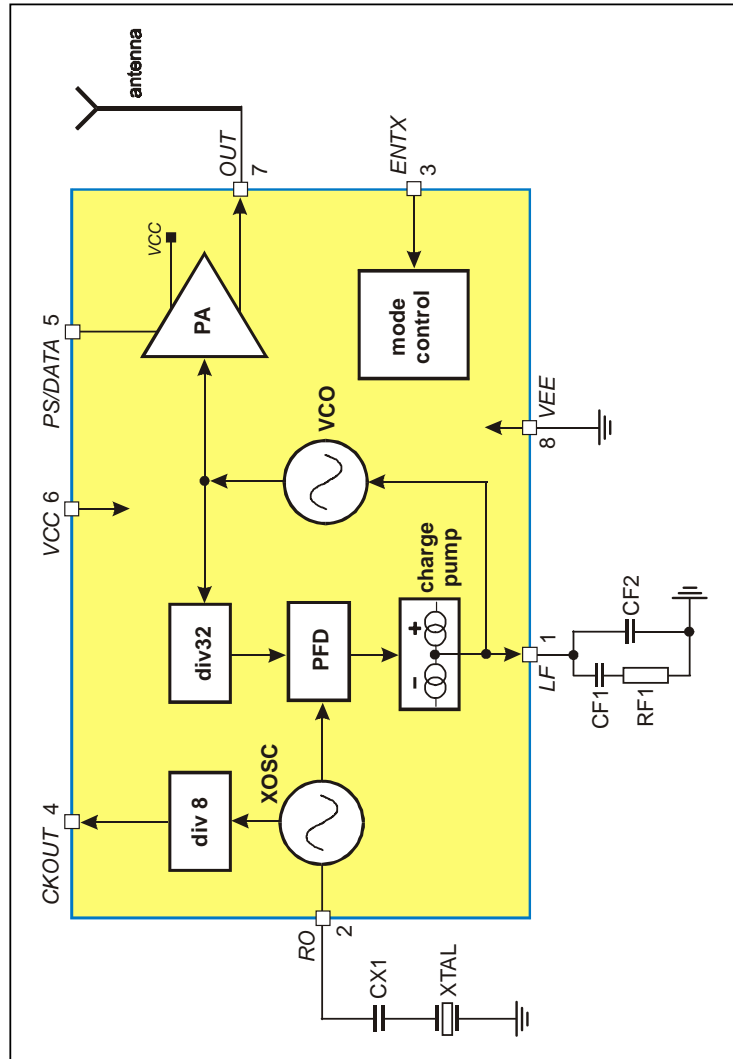 antenna
OUT
7
ENTX
3
PS/DATA 5
VCC
PA
mode
control
VCC 6
VCO
8 VEE
div32
PFD
charge
pump
+
−
LF 1
CF1
CF2
RF1
CKOUT 4
div 8
XOSC
RO
2
CX1
XTAL